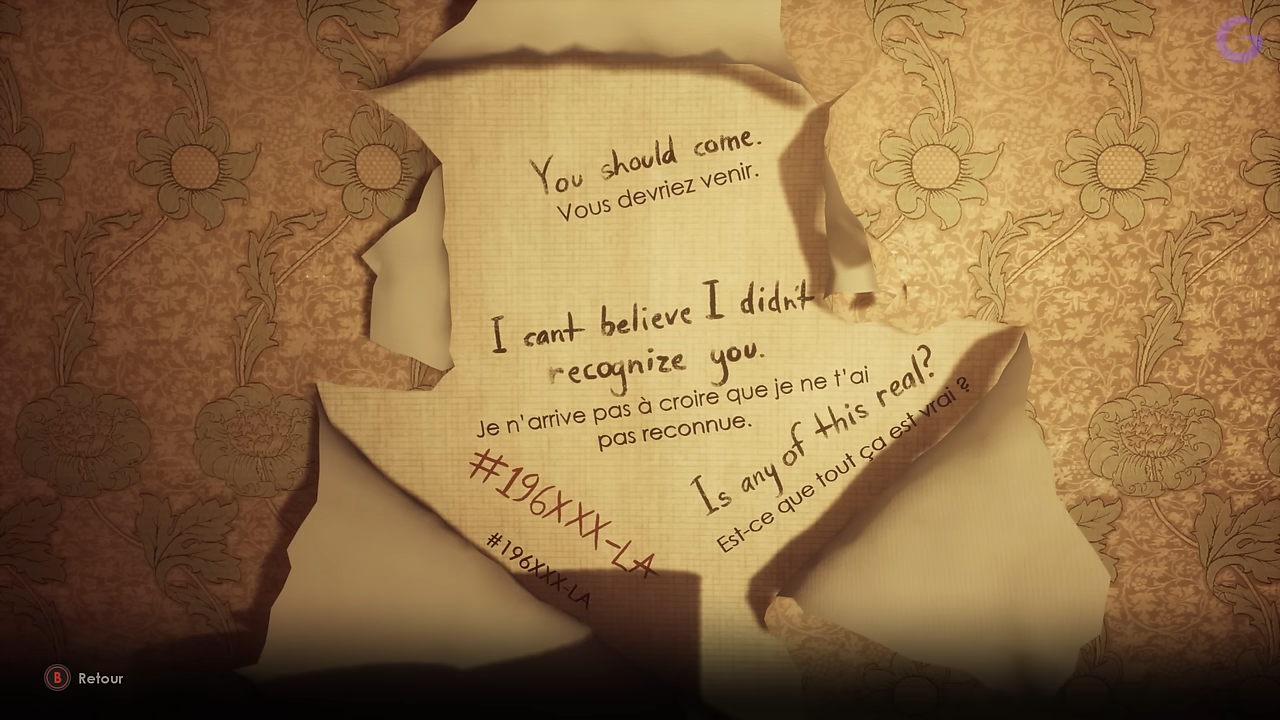 You should come.
Vous devriez venir.
I cant believe I didn't
recognize you.
Je n'arrive pas à croire que je ne t'ai
pas reconnue.
Is any of this real?
Est-ce que tout ça est vrai ?
#196XXX-LA
#196XXX-LA
B Retour